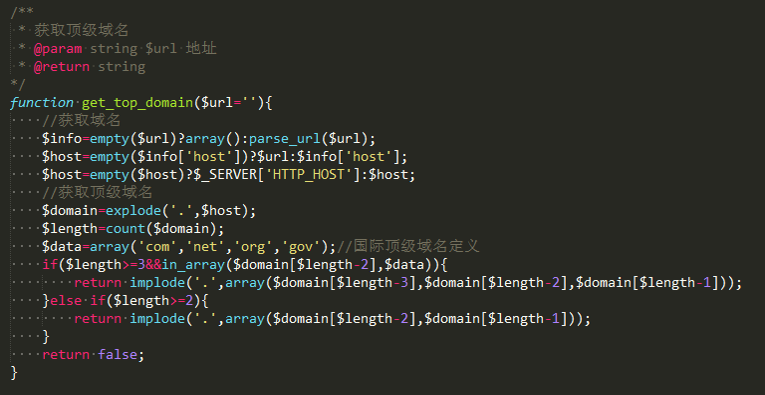 /**
 * 获取顶级域名
 * @param string $url 地址
 * @return string
*/
function get_top_domain($url=''){
    //获取域名
    $info=empty($url)?array():parse_url($url);
    $host=empty($info['host'])?$url:$info['host'];
    $host=empty($host)?$_SERVER['HTTP_HOST']:$host;
    //获取顶级域名
    $domain=explode('.',$host);
    $length=count($domain);
    $data=array('com','net','org','gov');//国际顶级域名定义
    if($length>=3&&in_array($domain[$length-2],$data)){
        return implode('.',array($domain[$length-3],$domain[$length-2],$domain[$length-1]));
    }else if($length>=2){
        return implode('.',array($domain[$length-2],$domain[$length-1]));
    }
    return false;
}